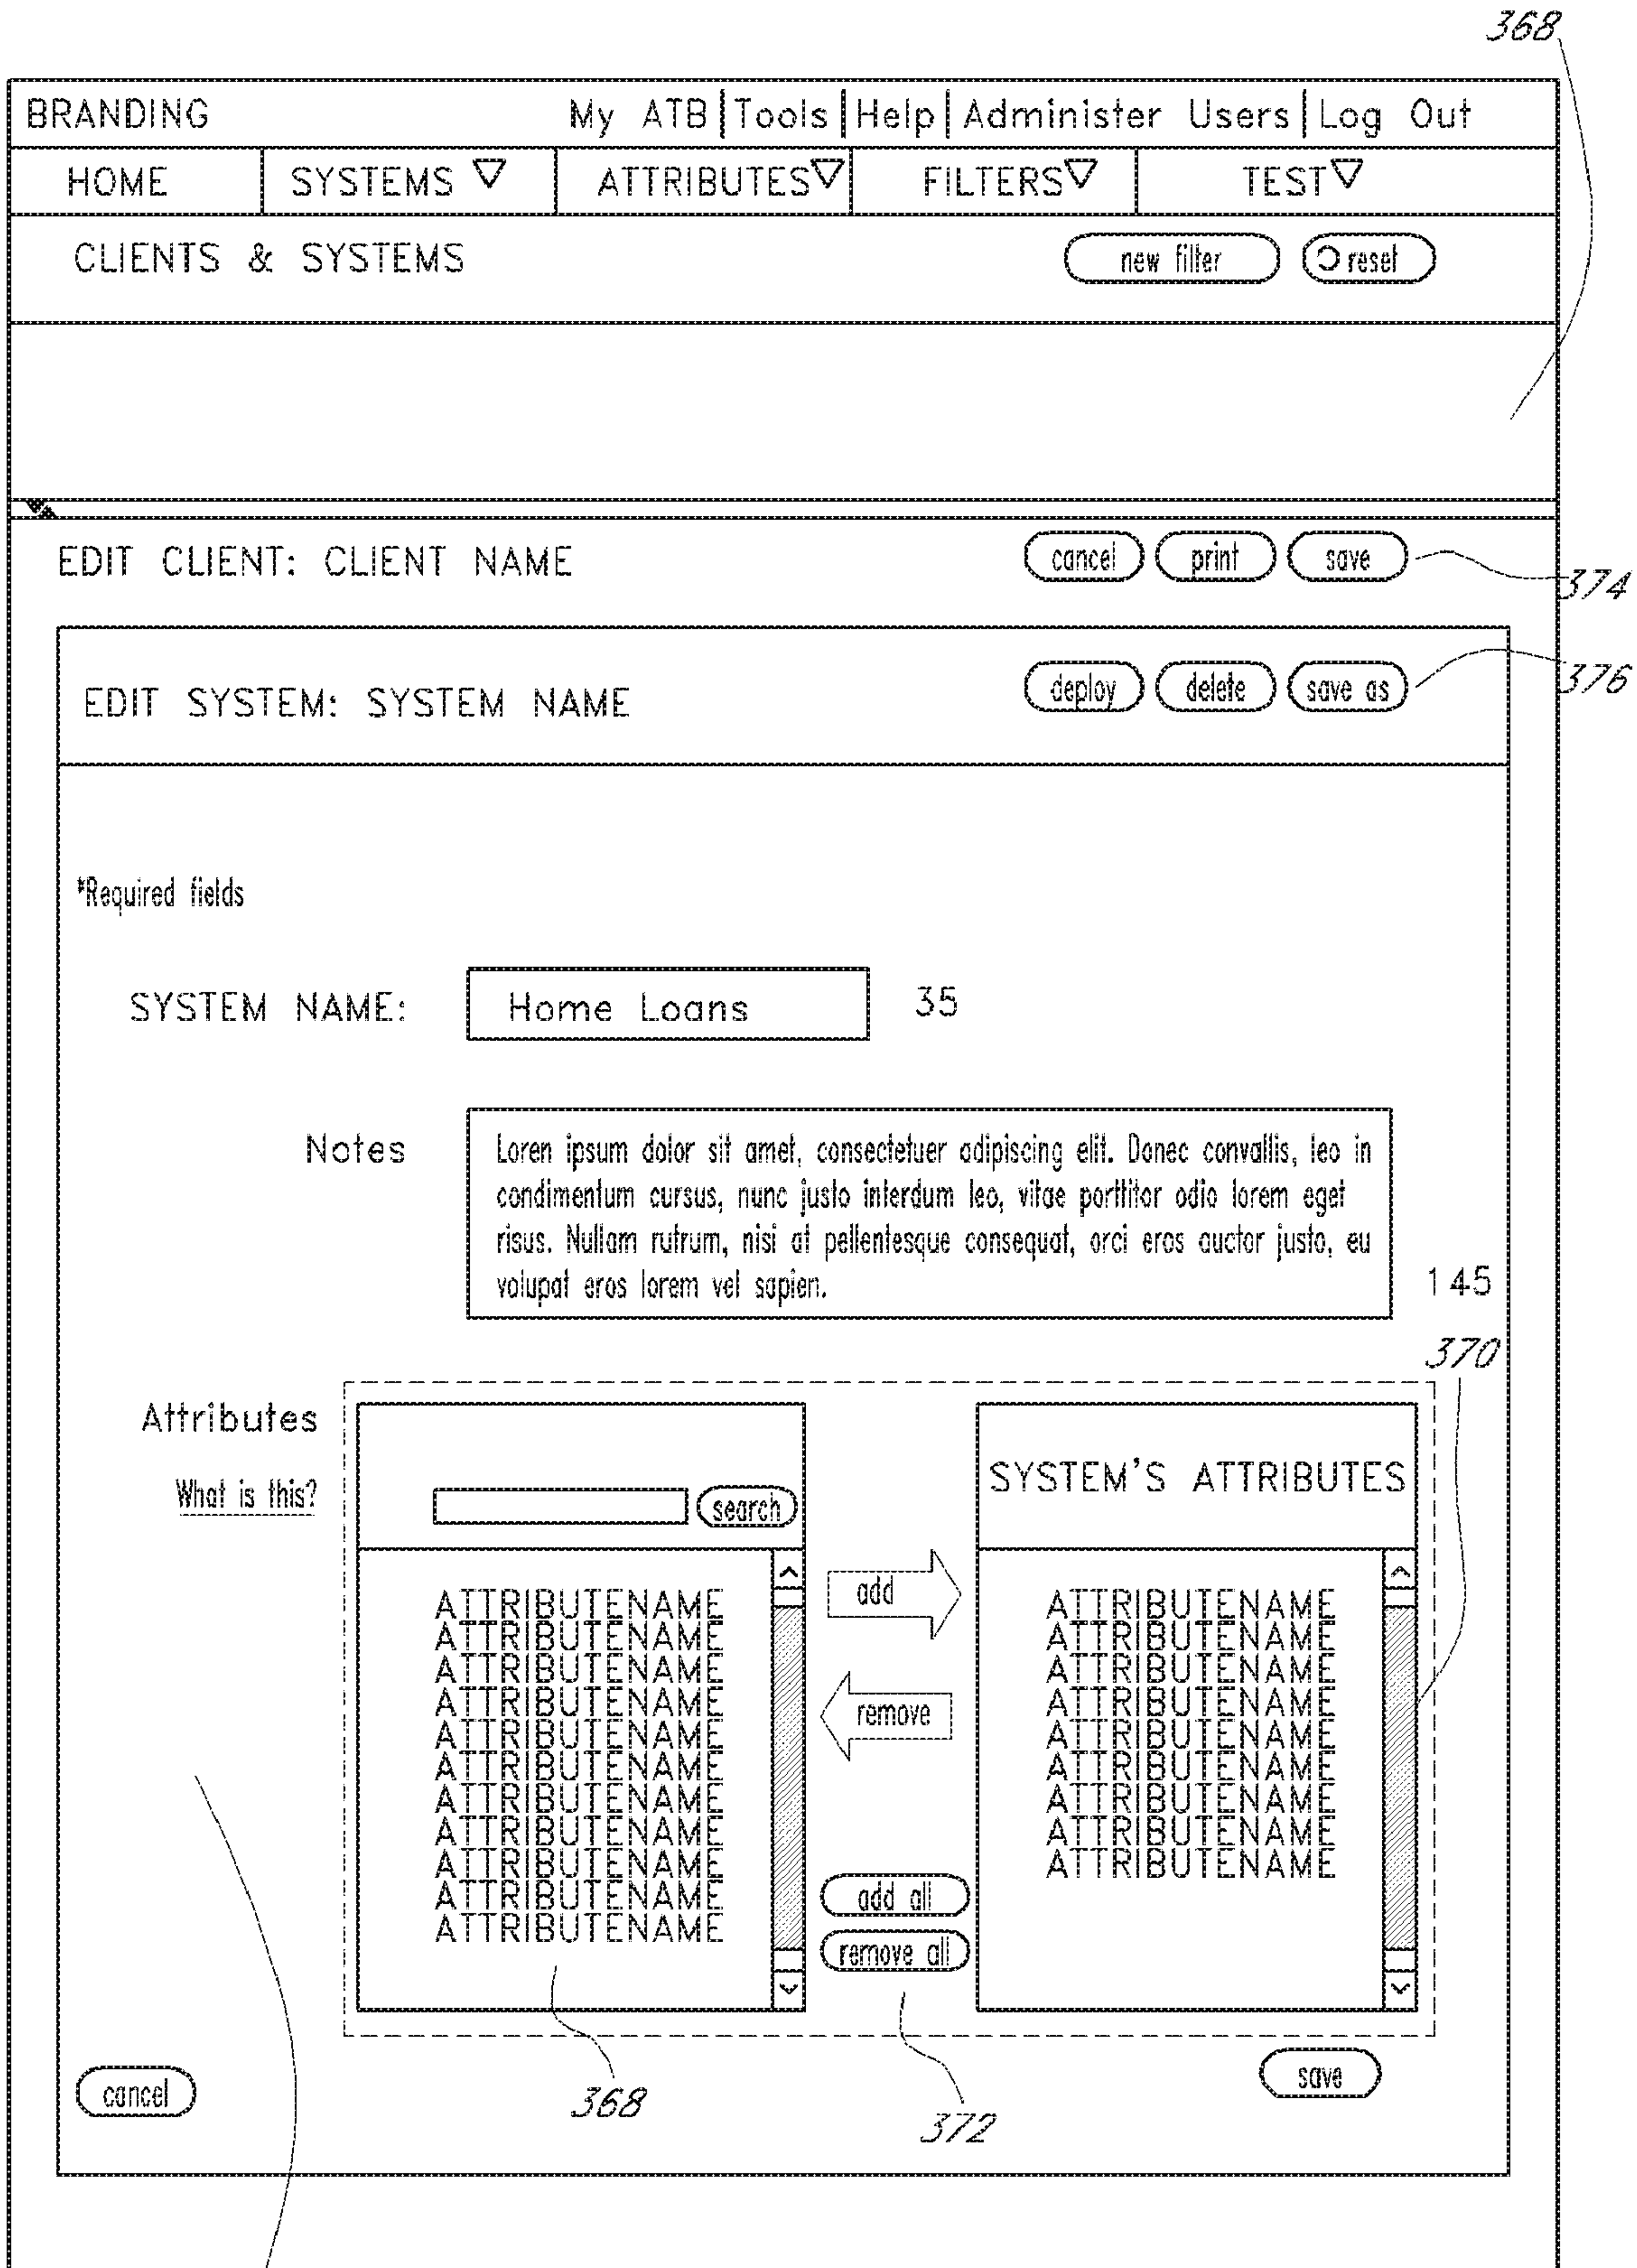 368
BRANDING My ATB | Tools | Help | Administer Users | Log Out
HOME SYSTEMS ▽ ATTRIBUTES▽ FILTERS▽ TEST▽
CLIENTS & SYSTEMS new filter reset
EDIT CLIENT: CLIENT NAME cancel print save
374
EDIT SYSTEM: SYSTEM NAME deploy delete save as
376
*Required fields
SYSTEM NAME: Home Loans 35
Notes
Loren ipsum dolor sit amet, consectetuer adipiscing elit. Donec convallis, leo in
condimentum cursus, nunc justo interdum leo, vitae porttitor odio lorem eget
risus. Nullam rutrum, nisi at pellentesque consequat, orci eros auctor justo, eu
volupat eros lorem vel sapien.
145
370
Attributes
What is this?
search
ATTRIBUTENAME
ATTRIBUTENAME
ATTRIBUTENAME
ATTRIBUTENAME
ATTRIBUTENAME
ATTRIBUTENAME
ATTRIBUTENAME
ATTRIBUTENAME
ATTRIBUTENAME
ATTRIBUTENAME
ATTRIBUTENAME
add
remove
add all
remove all
SYSTEM'S ATTRIBUTES
ATTRIBUTENAME
ATTRIBUTENAME
ATTRIBUTENAME
ATTRIBUTENAME
ATTRIBUTENAME
ATTRIBUTENAME
ATTRIBUTENAME
ATTRIBUTENAME
ATTRIBUTENAME
cancel save
368
372